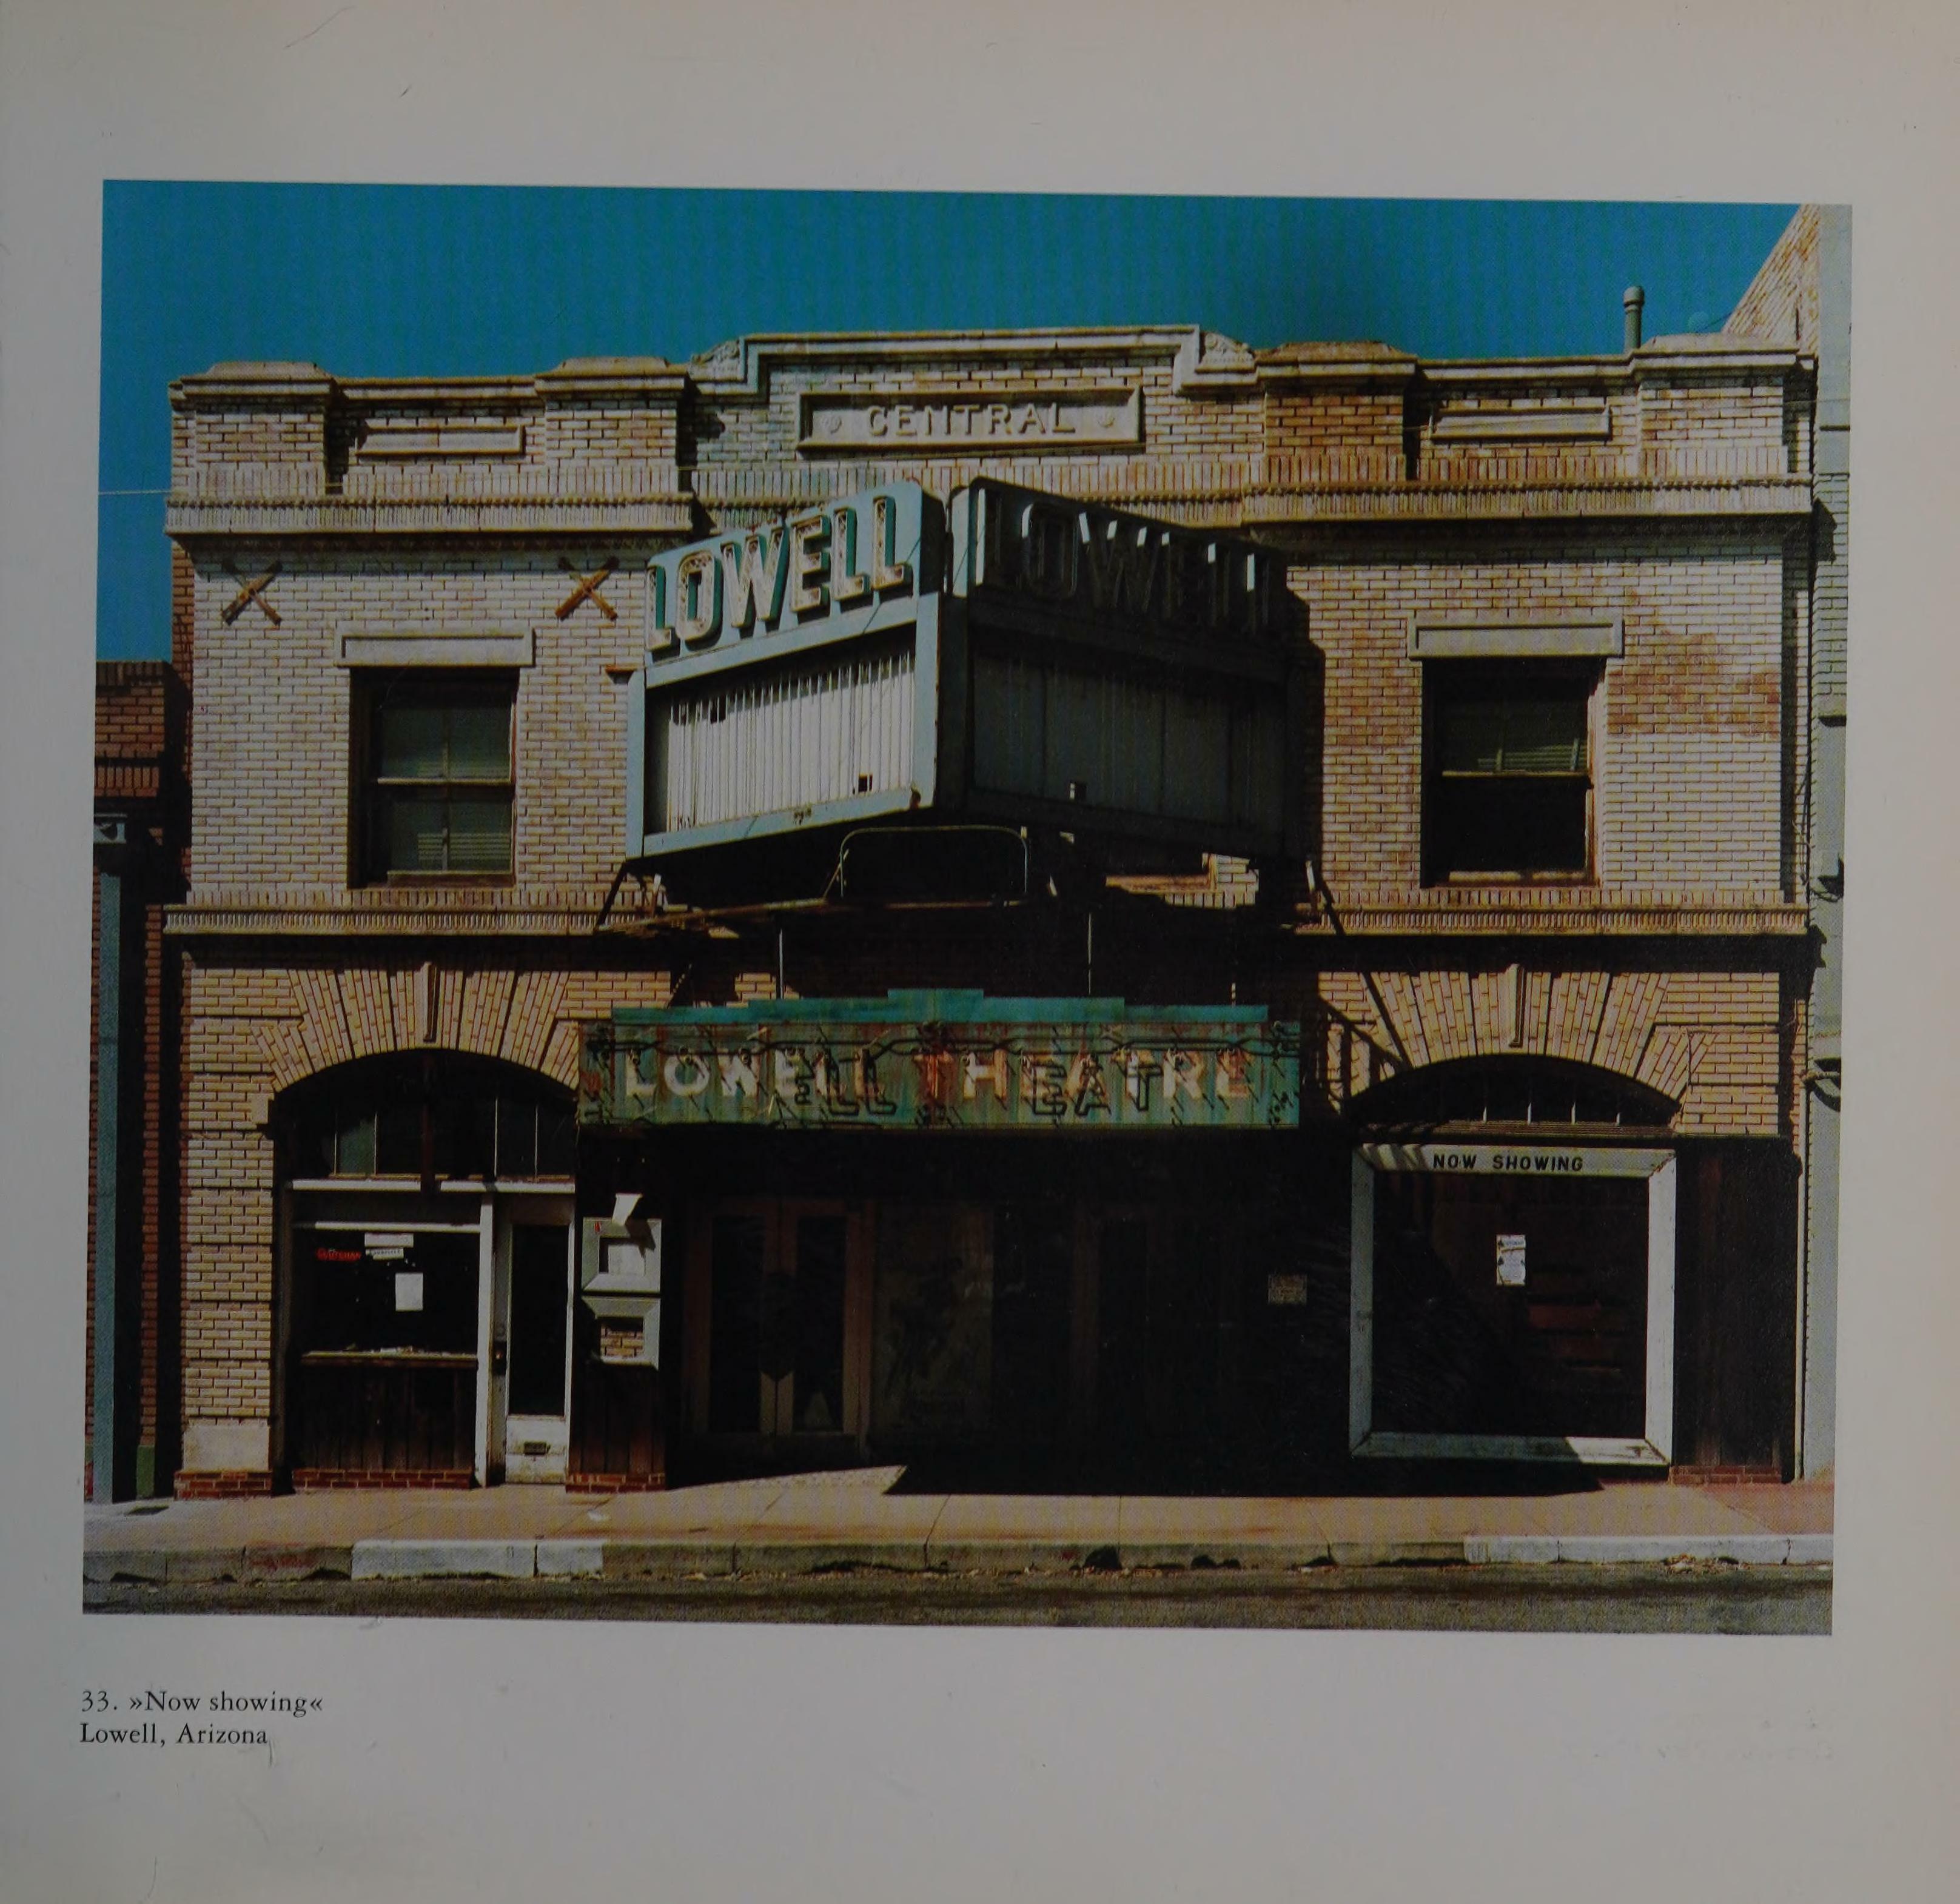 CENTRAL
LOWELL
LOWELL
LOWELL THEATRE
NOW SHOWING
33. »Now showing«
Lowell, Arizona